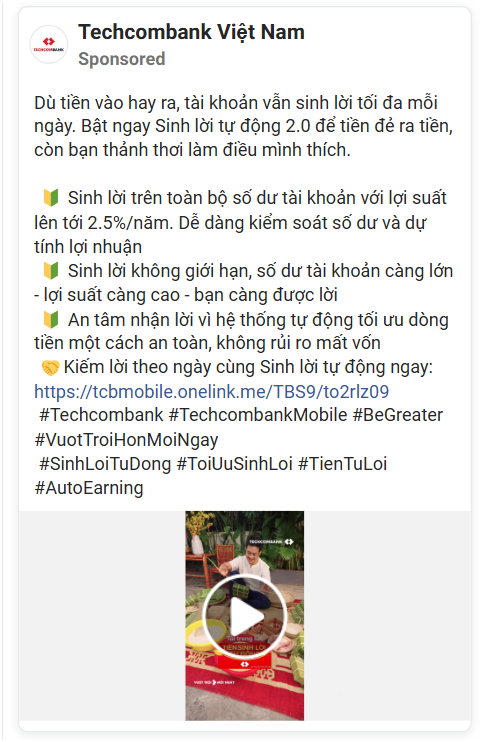 TECHCOMBANK
Techcombank Việt Nam
Sponsored
Dù tiền vào hay ra, tài khoản vẫn sinh lời tối đa mỗi
ngày. Bật ngay Sinh lời tự động 2.0 để tiền đẻ ra tiền,
còn bạn thảnh thơi làm điều mình thích.
🔰 Sinh lời trên toàn bộ số dư tài khoản với lợi suất
lên tới 2.5%/năm. Dễ dàng kiểm soát số dư và dự
tính lợi nhuận
🔰 Sinh lời không giới hạn, số dư tài khoản càng lớn
- lợi suất càng cao - bạn càng được lời
🔰 An tâm nhận lời vì hệ thống tự động tối ưu dòng
tiền một cách an toàn, không rủi ro mất vốn
🤝Kiếm lời theo ngày cùng Sinh lời tự động ngay:
https://tcbmobile.onelink.me/TBS9/to2rlz09
#Techcombank #TechcombankMobile #BeGreater
#VuotTroiHonMoiNgay
#SinhLoiTuDong #ToiUuSinhLoi #TienTuLoi
#AutoEarning
TECHCOMBANK
TIỀN SINH LỜI
VƯỢT TRỘI MỖI NGÀY